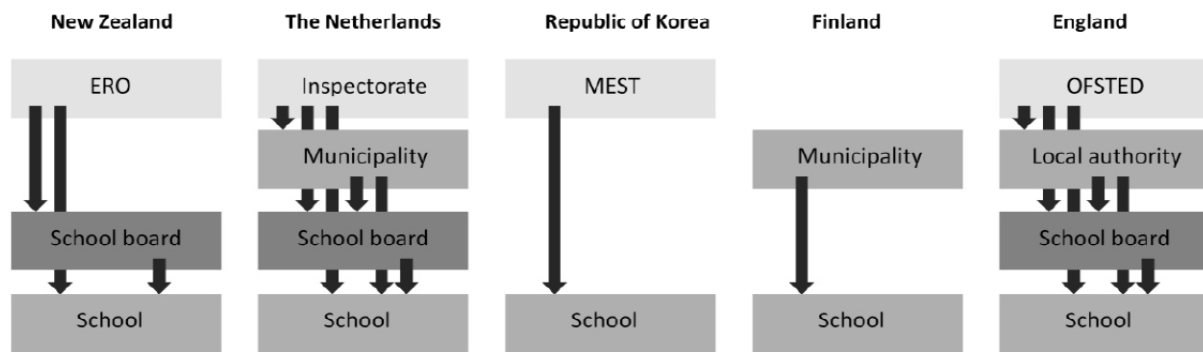 New Zealand
The Netherlands
Republic of Korea
Finland
England
ERO
Inspectorate
MEST
OFSTED
Municipality
Municipality
Local authority
School board
School board
School board
School
School
School
School
School